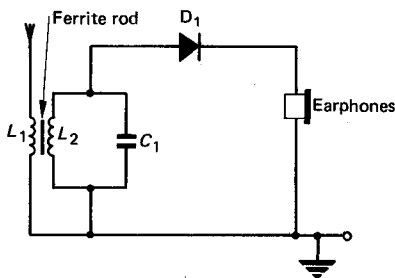 Ferrite rod
D₁
L₁
L₂
C₁
Earphones